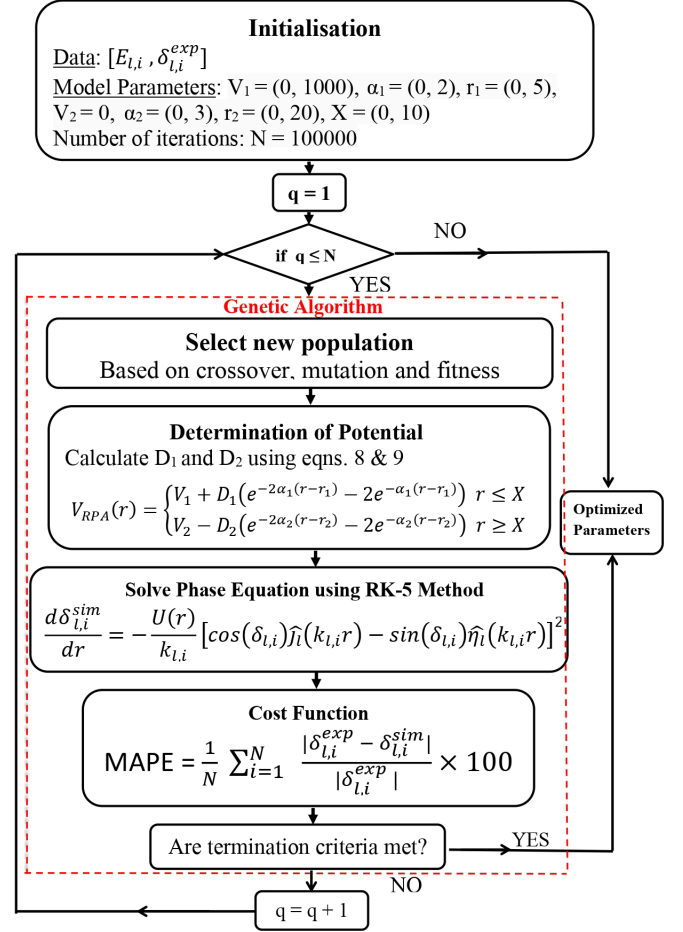 Initialisation
Data: [E_{l,i} , δ_{l,i}^{exp}]
Model Parameters: V₁ = (0, 1000), α₁ = (0, 2), r₁ = (0, 5),
V₂ = 0, α₂ = (0, 3), r₂ = (0, 20), X = (0, 10)
Number of iterations: N = 100000
q = 1
if q ≤ N
NO
YES
Genetic Algorithm
Select new population
Based on crossover, mutation and fitness
Determination of Potential
Calculate D₁ and D₂ using eqns. 8 & 9
V_{RPA}(r) = { V₁ + D₁(e^{-2α₁(r-r₁)} − 2e^{-α₁(r-r₁)}) r ≤ X
V₂ − D₂(e^{-2α₂(r-r₂)} − 2e^{-α₂(r-r₂)}) r ≥ X
Optimized
Parameters
Solve Phase Equation using RK-5 Method
dδ_{l,i}^{sim}/dr = −U(r)/k_{l,i} [cos(δ_{l,i})ĵ_l(k_{l,i}r) − sin(δ_{l,i})η̂_l(k_{l,i}r)]²
Cost Function
MAPE = 1/N ∑_{i=1}^{N} |δ_{l,i}^{exp} − δ_{l,i}^{sim}|/|δ_{l,i}^{exp}| × 100
Are termination criteria met?
YES
NO
q = q + 1